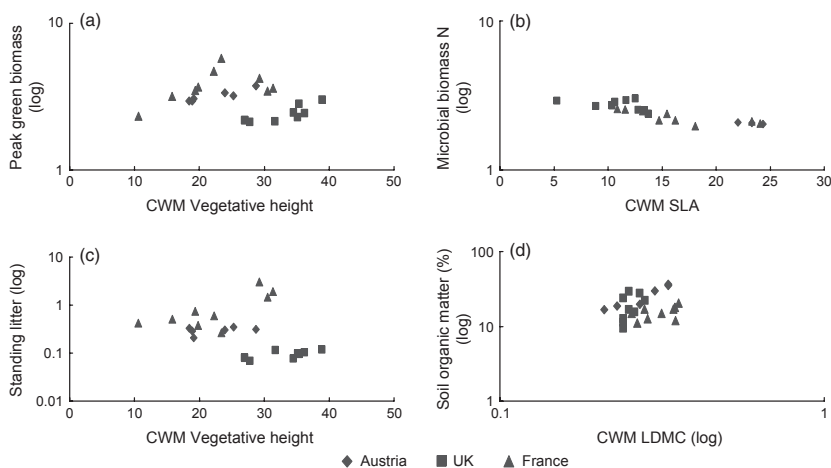 (a)
10
1
Peak green biomass
(log)
0 10 20 30 40 50
CWM Vegetative height
(b)
10
1
Microbial biomass N
(log)
0 5 10 15 20 25 30
CWM SLA
(c)
10
1
0.1
0.01
Standing litter (log)
0 10 20 30 40 50
CWM Vegetative height
(d)
100
10
1
Soil organic matter (%)
(log)
0.1 1
CWM LDMC (log)
Austria UK France